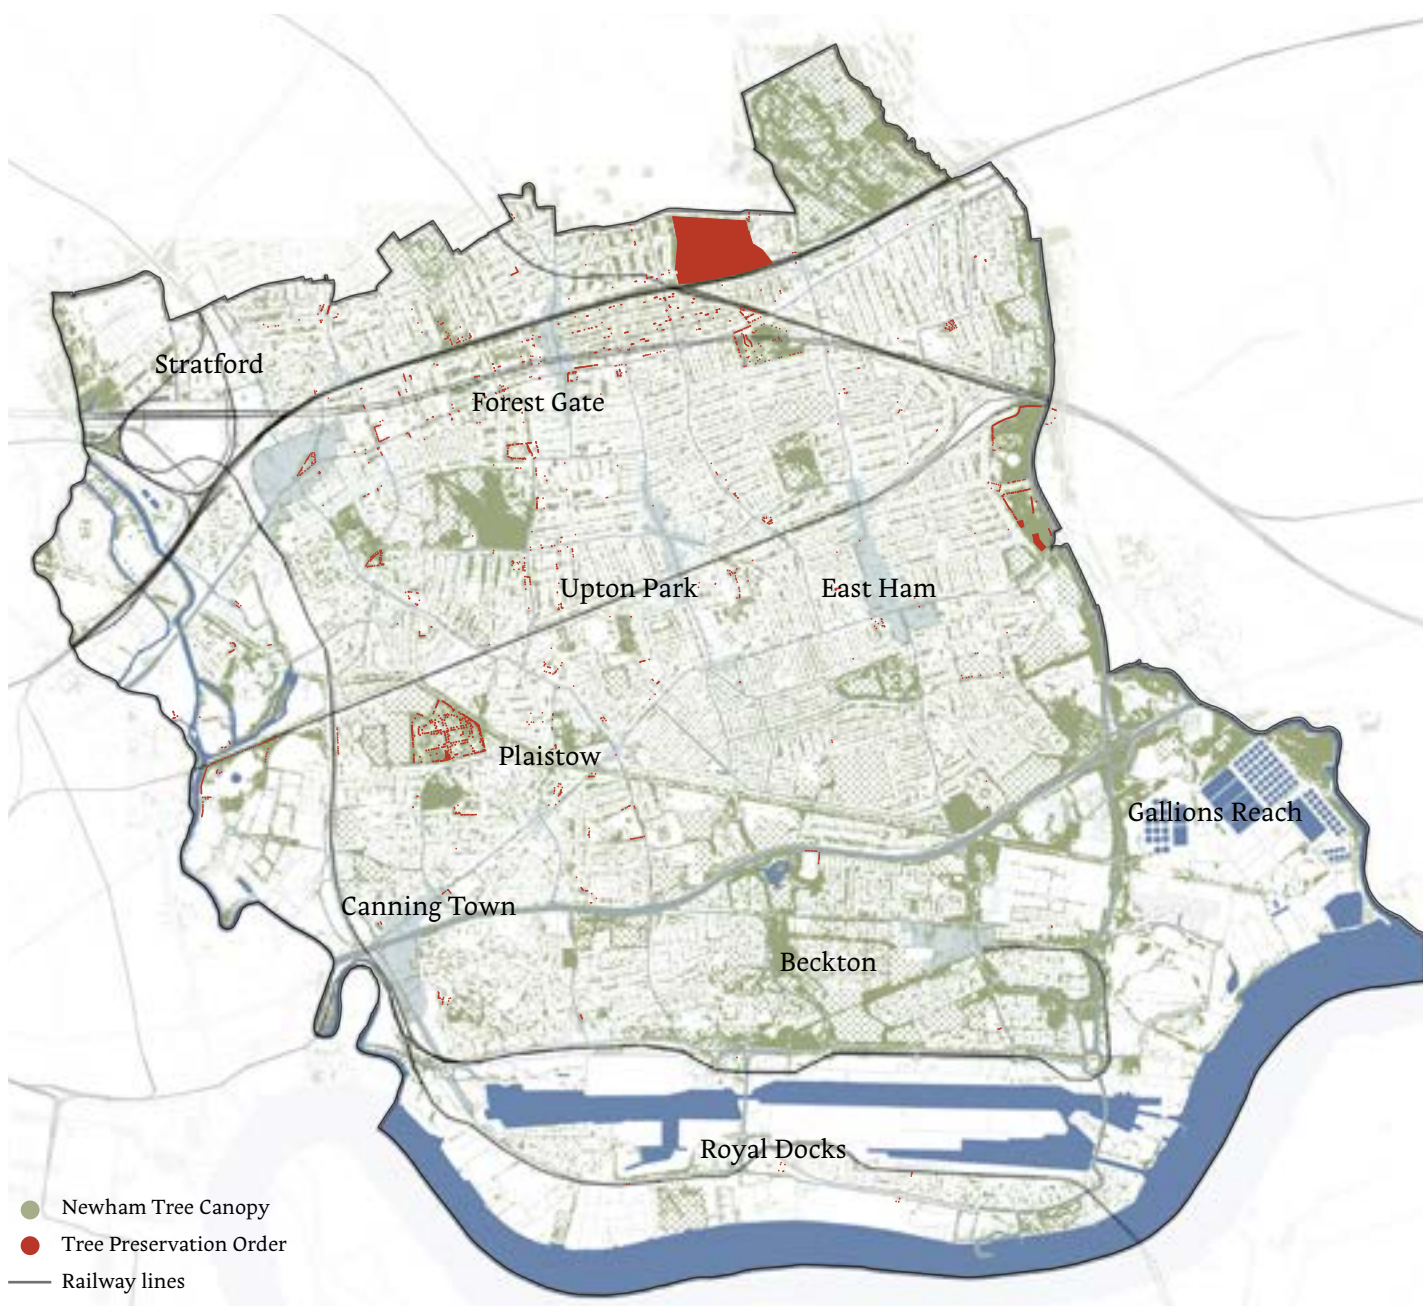 Stratford
Forest Gate
Upton Park
East Ham
Plaistow
Gallions Reach
Canning Town
Beckton
Royal Docks
Newham Tree Canopy
Tree Preservation Order
Railway lines